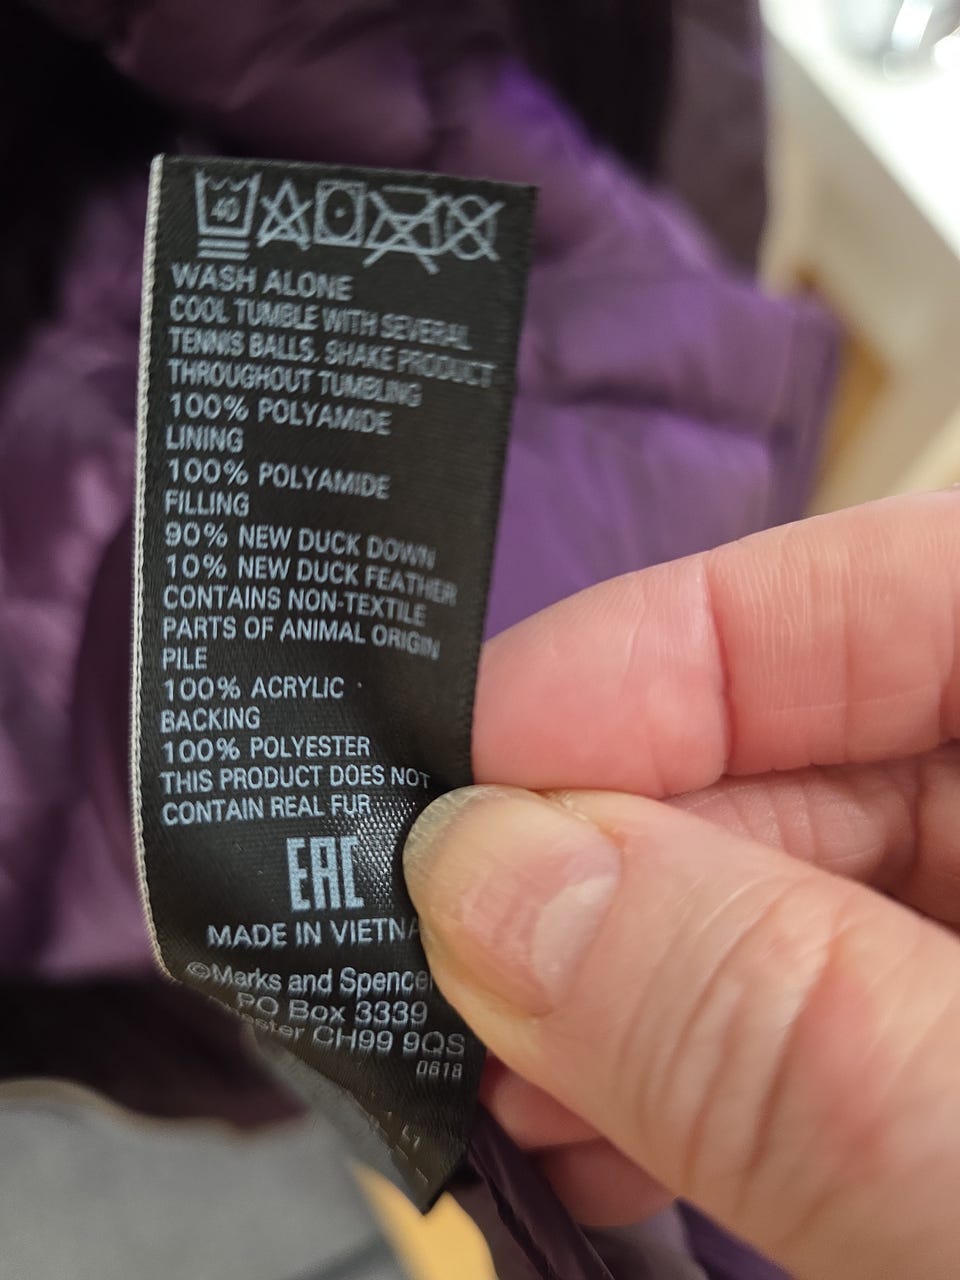 40
WASH ALONE
COOL TUMBLE WITH SEVERAL
TENNIS BALLS. SHAKE PRODUCT
THROUGHOUT TUMBLING
100% POLYAMIDE
LINING
100% POLYAMIDE
FILLING
90% NEW DUCK DOWN
10% NEW DUCK FEATHER
CONTAINS NON-TEXTILE
PARTS OF ANIMAL ORIGIN
PILE
100% ACRYLIC
BACKING
100% POLYESTER
THIS PRODUCT DOES NOT
CONTAIN REAL FUR
EAC
MADE IN VIETNA
©Marks and Spencer
PO Box 3339
CH99 9QS
0618